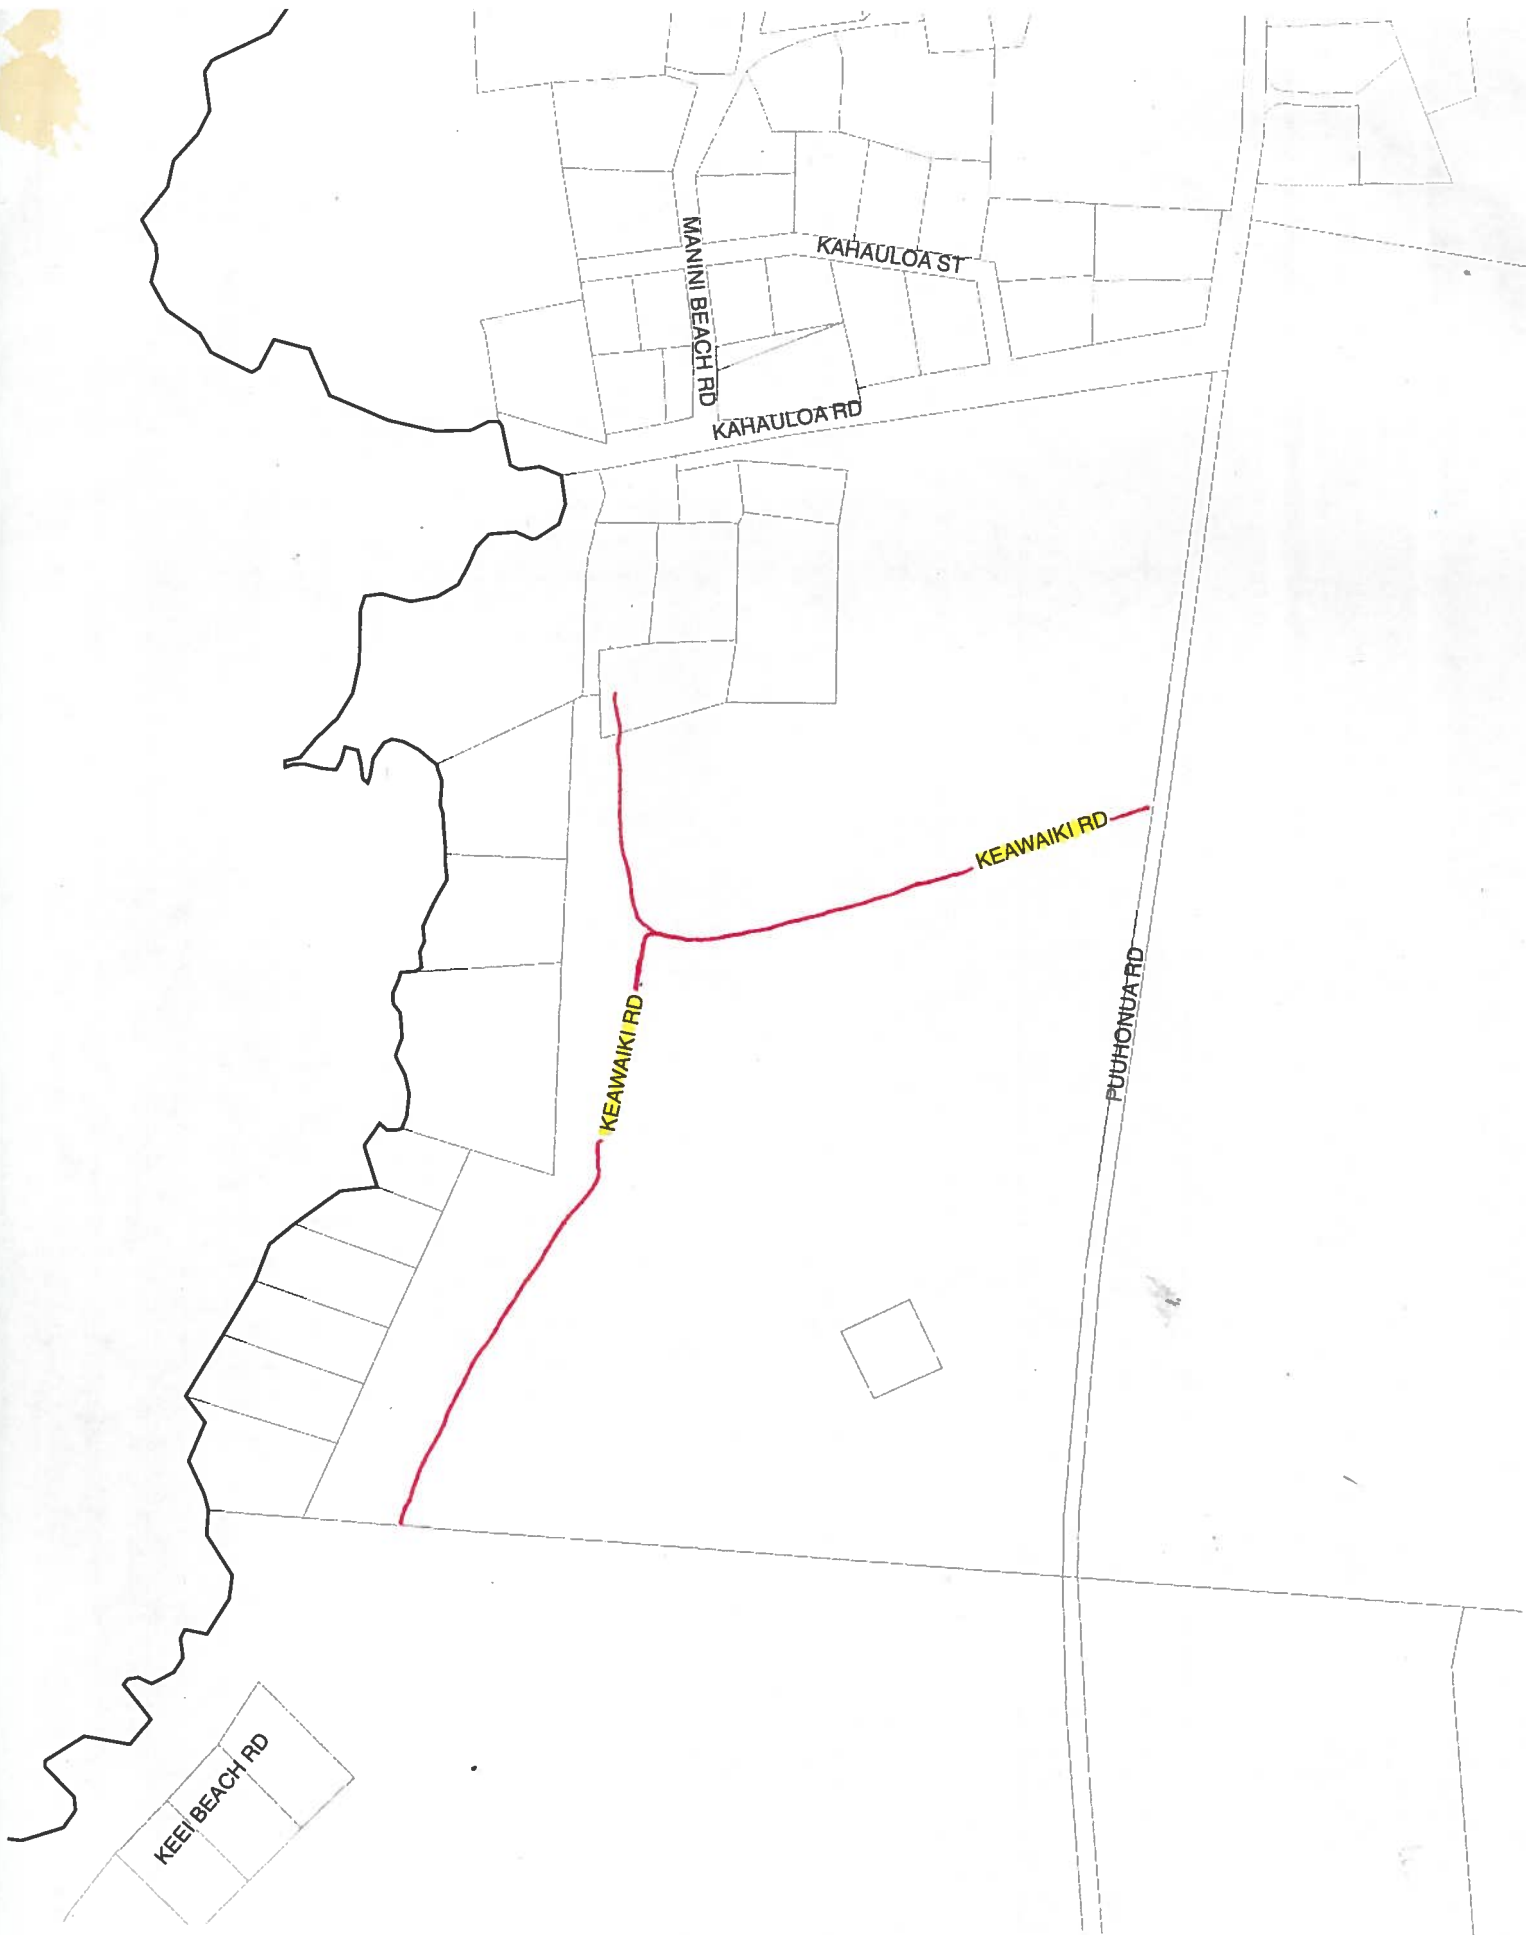 KAHAULOA ST
MANINI BEACH RD
KAHAULOA RD
KEAWAIKI RD
PUUHONUA RD
KEAWAIKI RD
KEEI BEACH RD